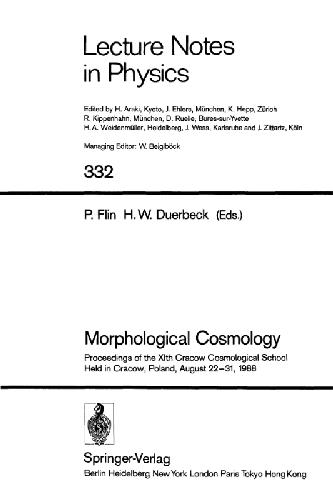 Lecture Notes
in Physics
Edited by H. Araki, Kyoto, J. Ehlers, München, K. Hepp, Zürich
R. Kippenhahn, München, D. Ruelle, Bures-sur-Yvette
H. A. Weidenmüller, Heidelberg, J. Wess, Karlsruhe and J. Zittartz, Köln
Managing Editor: W. Beiglböck
332
P. Flin H. W. Duerbeck (Eds.)
Morphological Cosmology
Proceedings of the XIth Cracow Cosmological School
Held in Cracow, Poland, August 22–31, 1988
Springer-Verlag
Berlin Heidelberg New York London Paris Tokyo Hong Kong